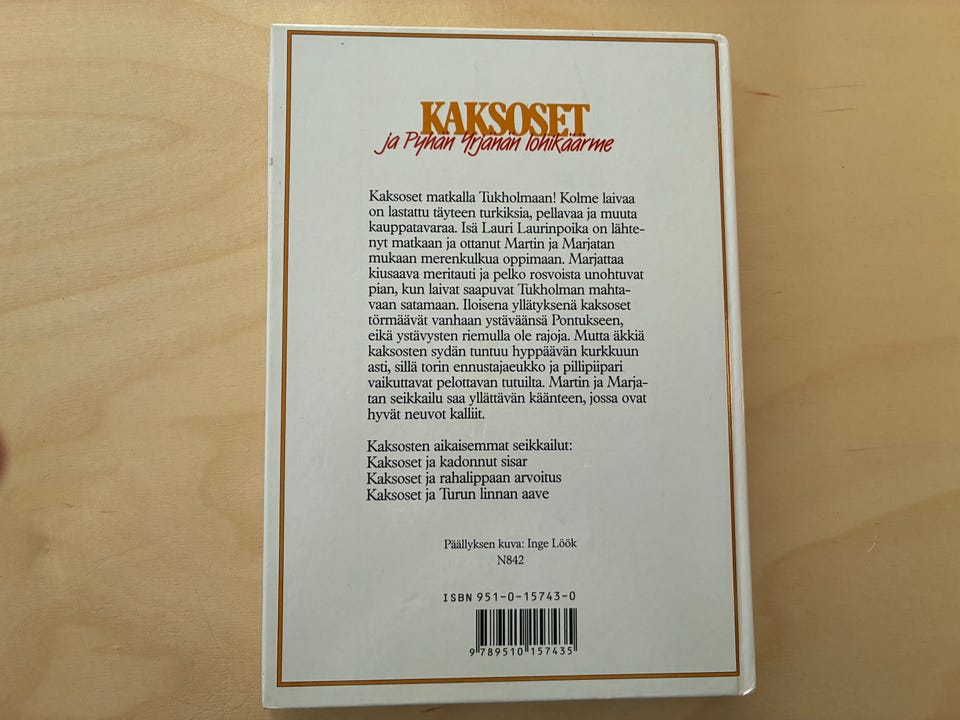 KAKSOSET
ja Pyhän Yrjänän lohikäärme
Kaksoset matkalla Tukholmaan! Kolme laivaa
on lastattu täyteen turkiksia, pellavaa ja muuta
kauppatavaraa. Isä Lauri Laurinpoika on lähte-
nyt matkaan ja ottanut Martin ja Marjatan
mukaan merenkulkua oppimaan. Marjattaa
kiusaava meritauti ja pelko rosvoista unohtuvat
pian, kun laivat saapuvat Tukholman mahta-
vaan satamaan. Iloisena yllätyksenä kaksoset
törmäävät vanhaan ystäväänsä Pontukseen,
eikä ystävysten riemulla ole rajoja. Mutta äkkiä
kaksosten sydän tuntuu hyppäävän kurkkuun
asti, sillä torin ennustajaeukko ja pillipiipari
vaikuttavat pelottavan tutuilta. Martin ja Marja-
tan seikkailu saa yllättävän käänteen, jossa ovat
hyvät neuvot kalliit.
Kaksosten aikaisemmat seikkailut:
Kaksoset ja kadonnut sisar
Kaksoset ja rahalippaan arvoitus
Kaksoset ja Turun linnan aave
Päällyksen kuva: Inge Löök
N842
ISBN 951-0-15743-0
9 789510 157435